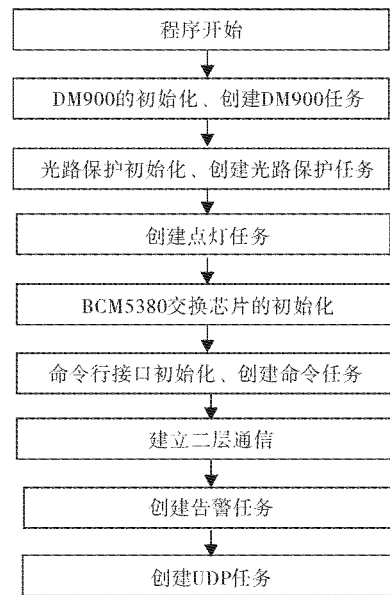 程序开始
DM900的初始化、创建DM900任务
光路保护初始化、创建光路保护任务
创建点灯任务
BCM5380交换芯片的初始化
命令行接口初始化、创建命令任务
建立二层通信
创建告警任务
创建UDP任务